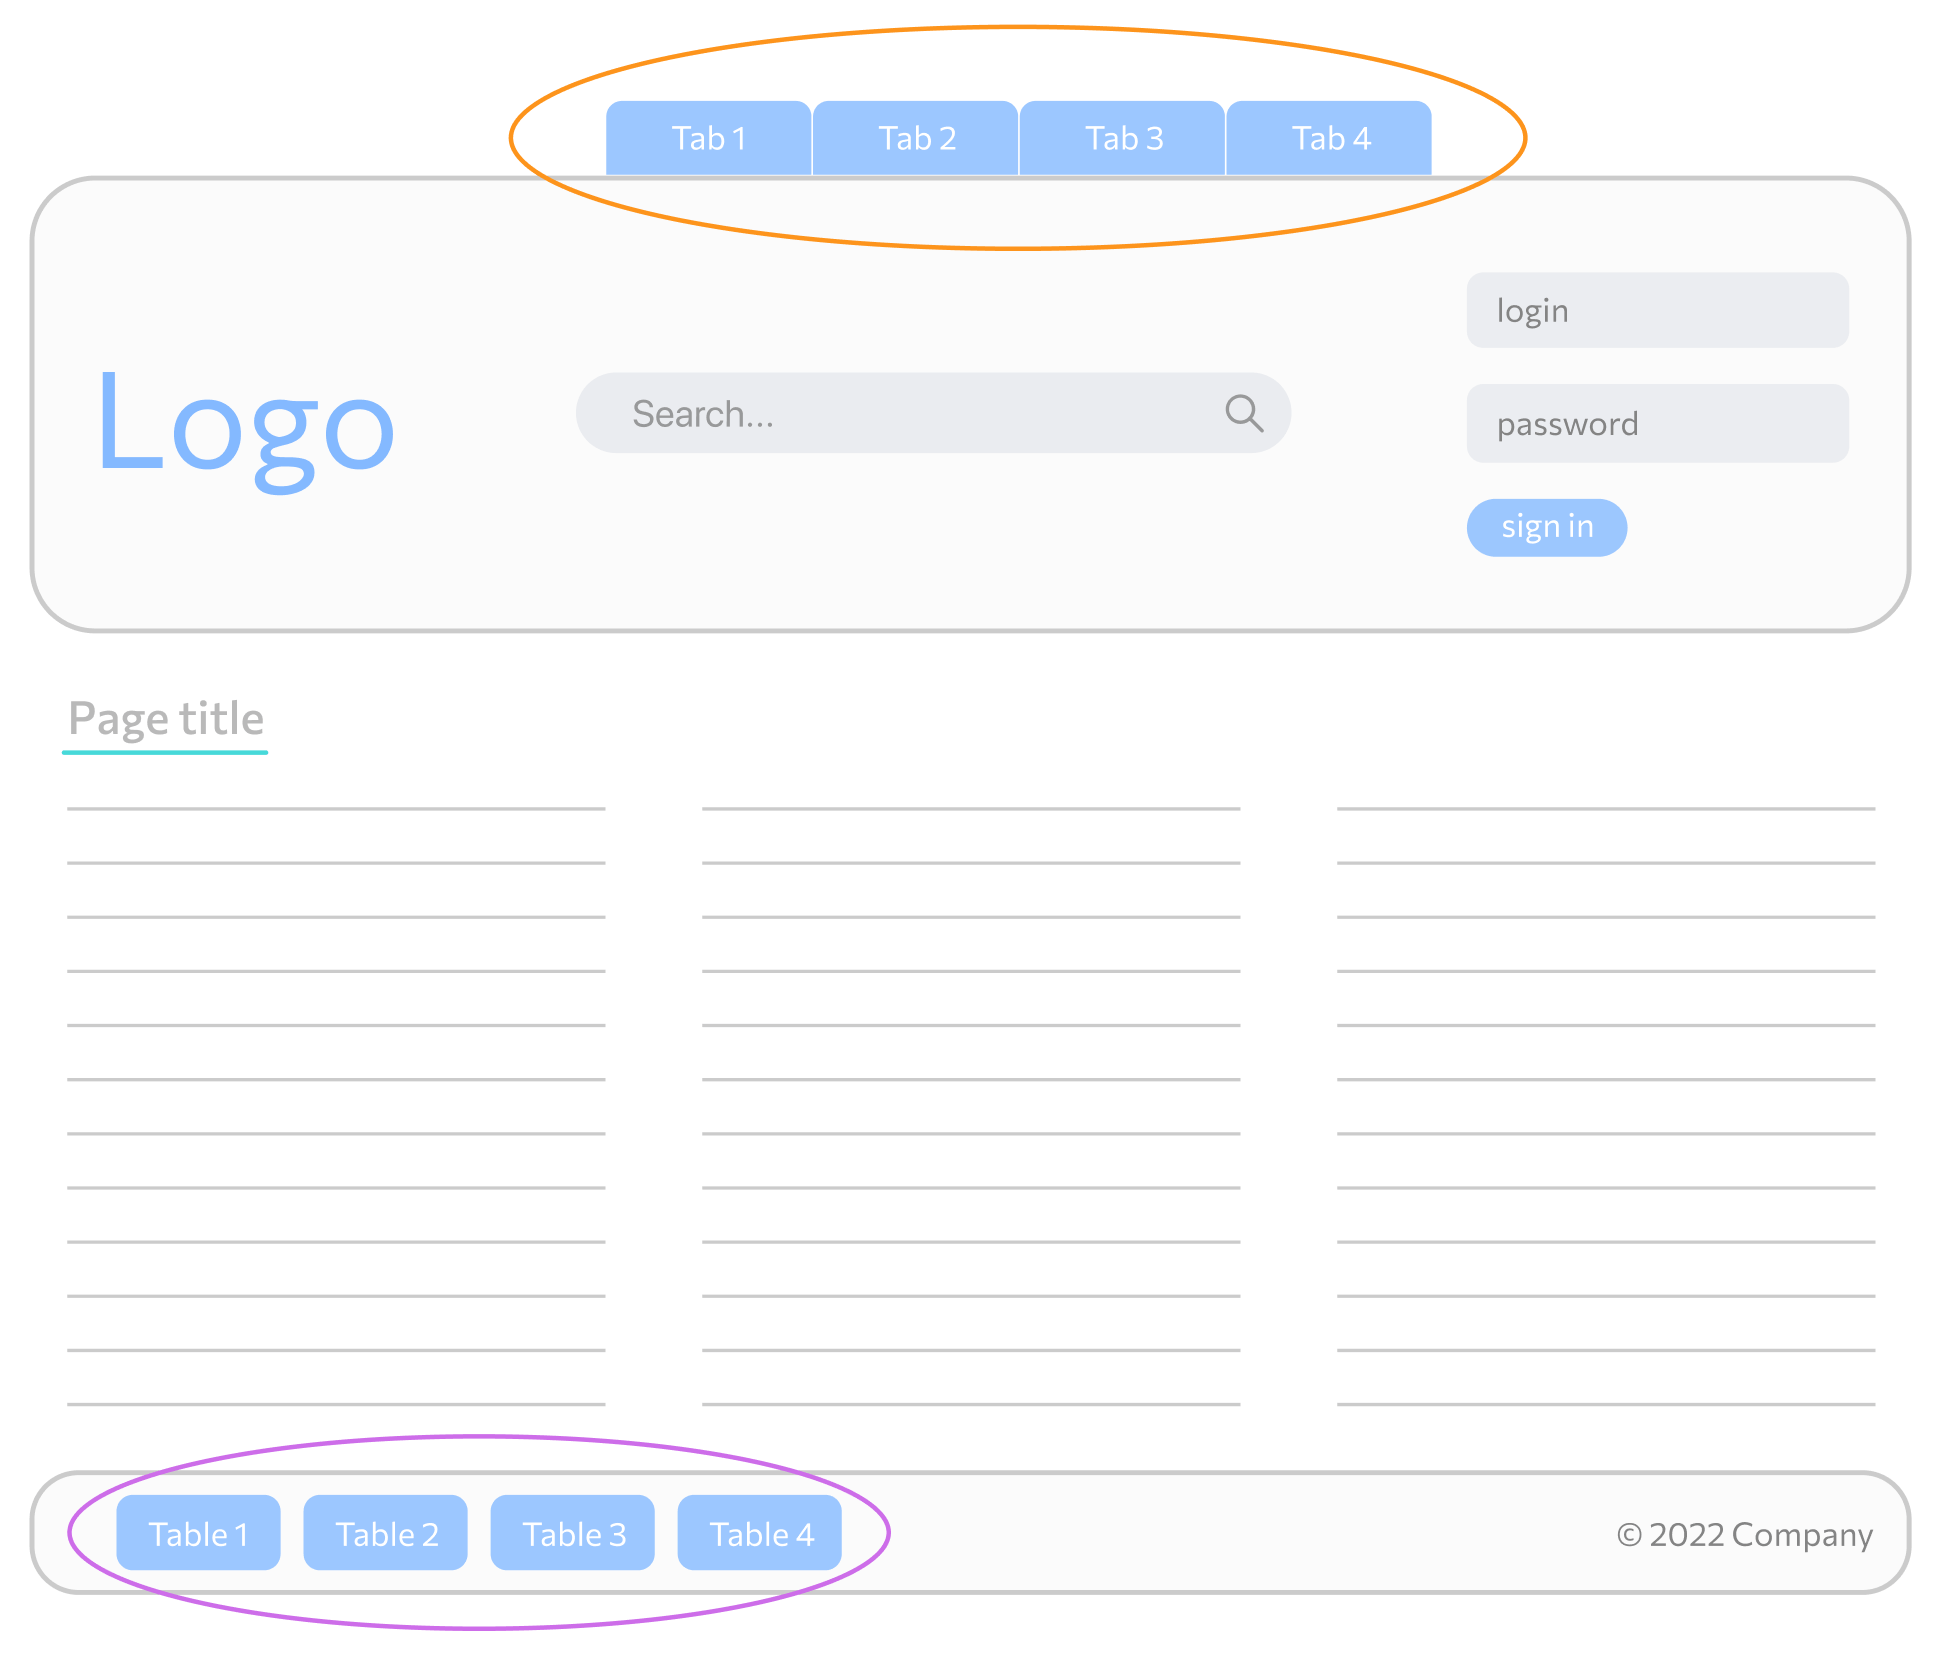 Tab 1 Tab 2 Tab 3 Tab 4
login
Logo
Search...
password
sign in
Page title
Table 1 Table 2 Table 3 Table 4
© 2022 Company